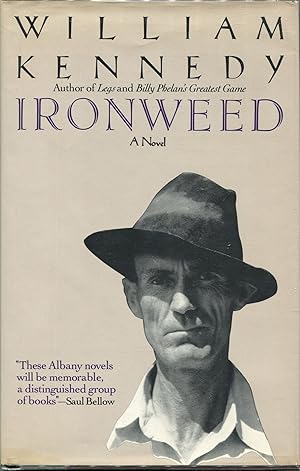 WILLIAM
KENNEDY
Author of Legs and Billy Phelan's Greatest Game
IRONWEED
A Novel
"These Albany novels
will be memorable,
a distinguished group
of books"—Saul Bellow